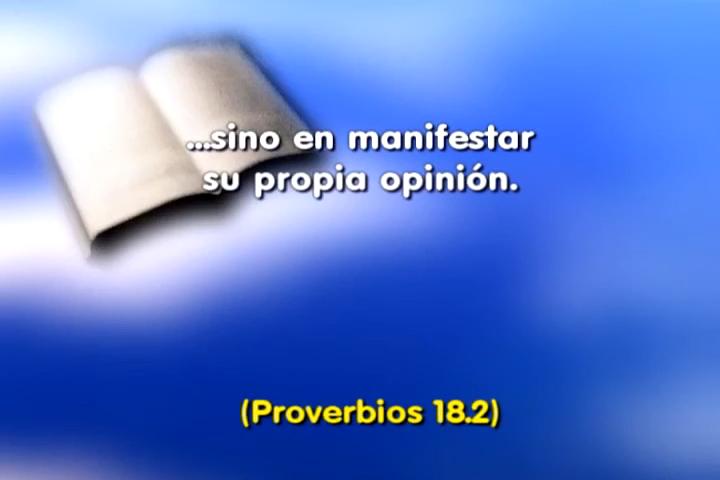 ...sino en manifestar
su propia opinión.
(Proverbios 18.2)